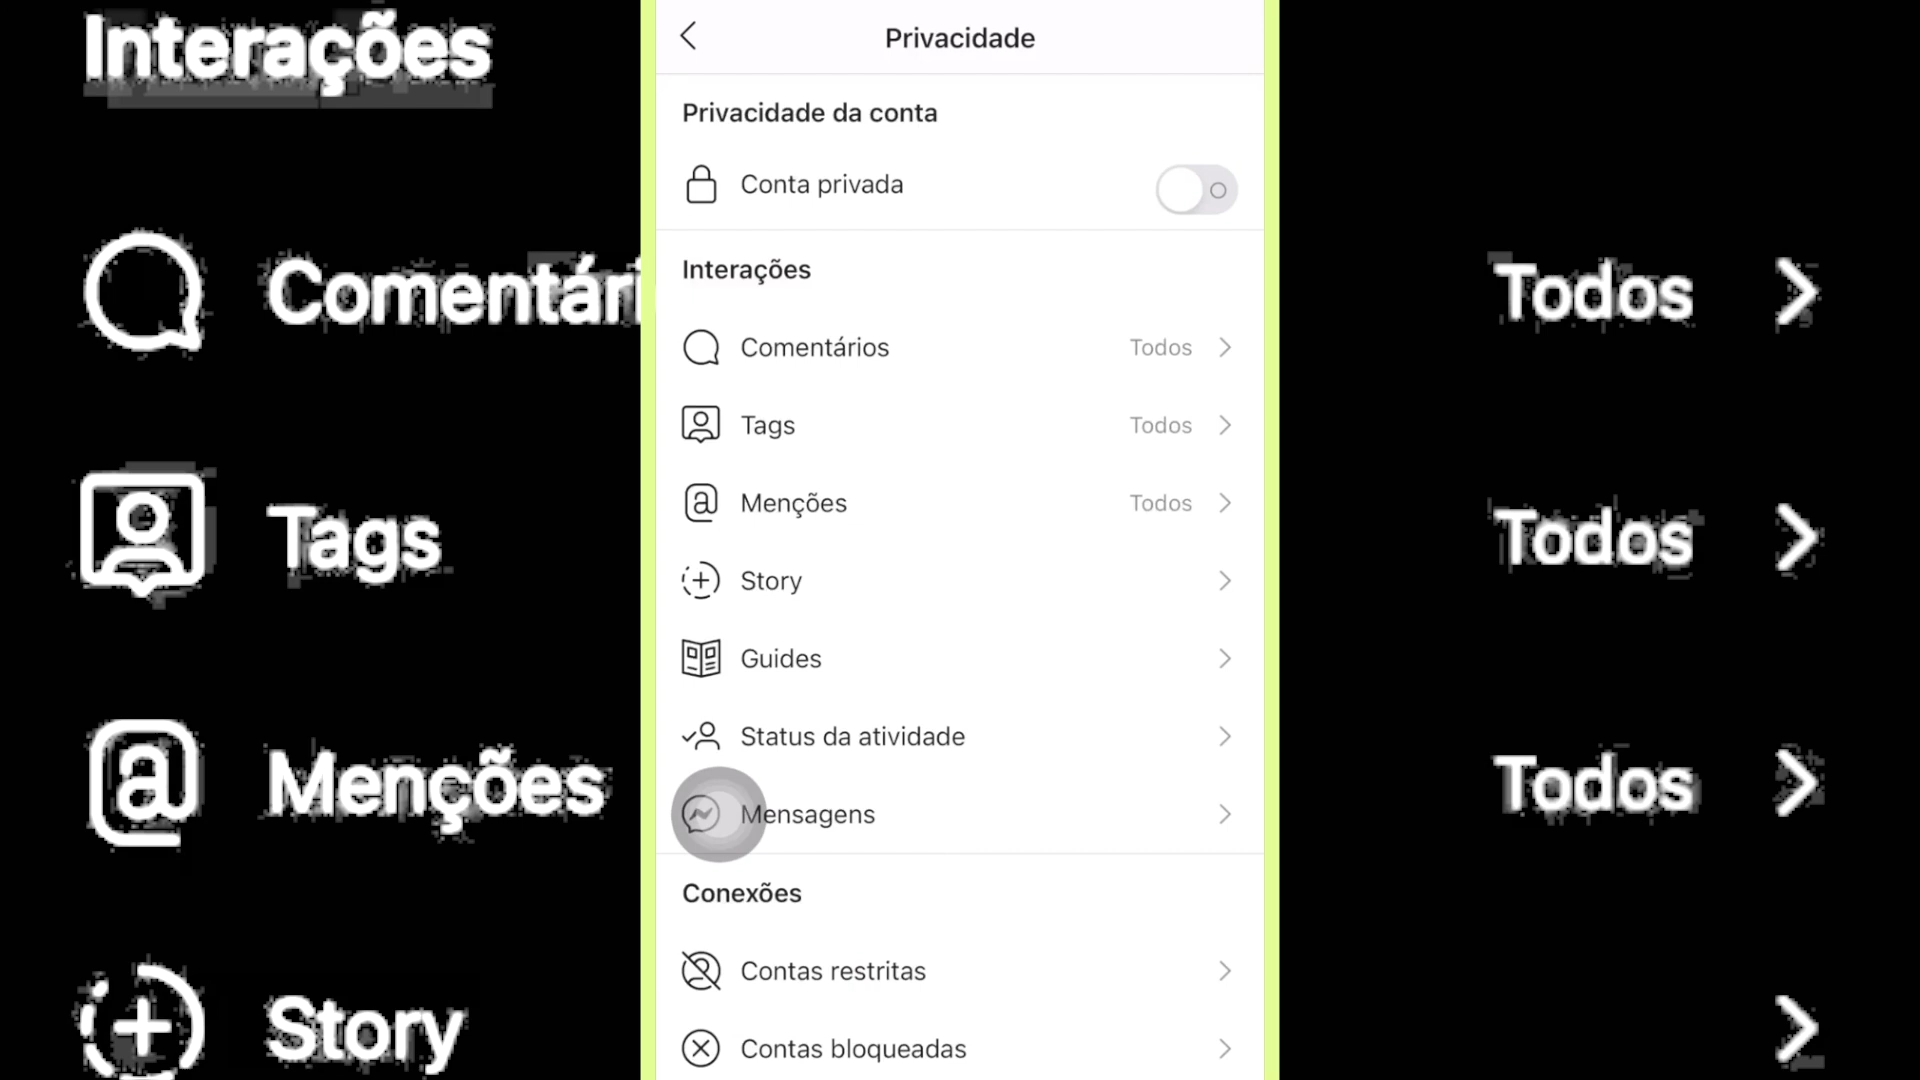 Interações
Comentári
Tags
Menções
Story
Privacidade
Privacidade da conta
Conta privada
Interações
Comentários Todos
Tags Todos
Menções Todos
Story
Guides
Status da atividade
Mensagens
Conexões
Contas restritas
Contas bloqueadas
Todos
Todos
Todos